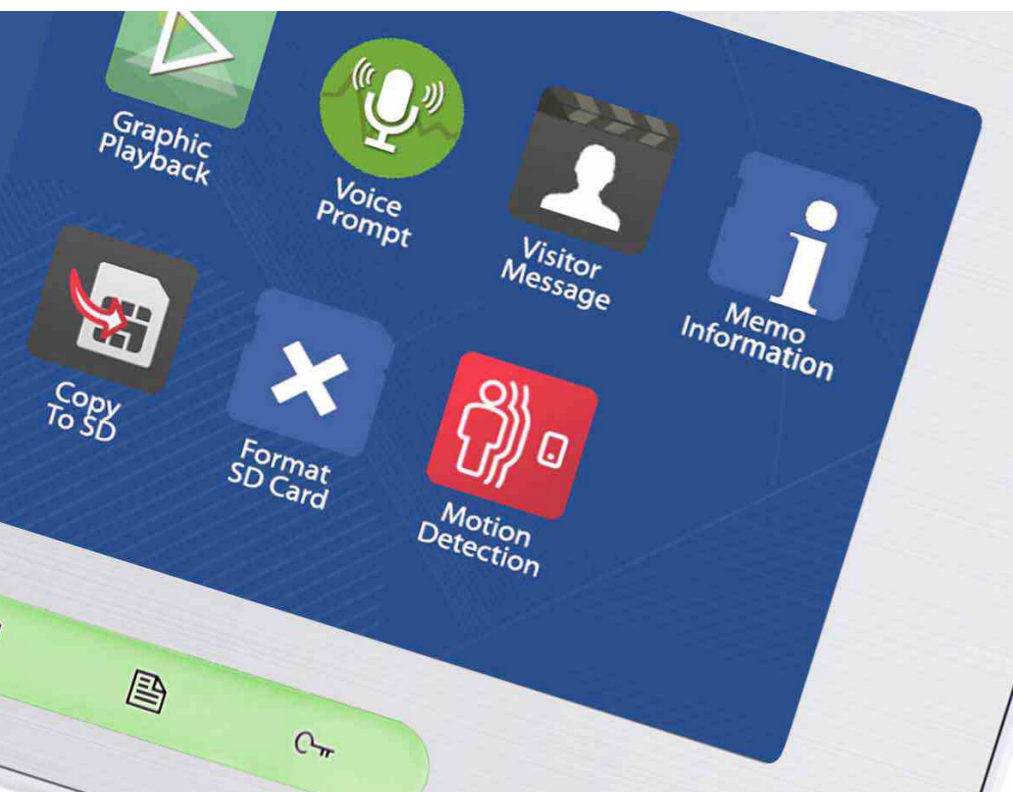 Graphic
Playback
Voice
Prompt
Visitor
Message
Memo
Information
Copy
To SD
Format
SD Card
Motion
Detection